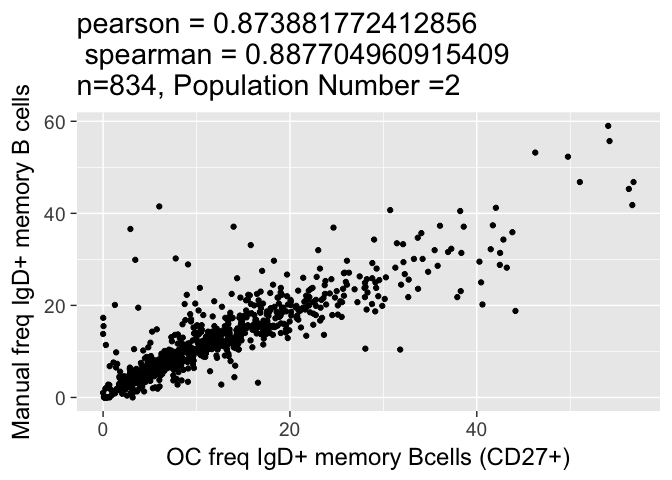 pearson = 0.873881772412856
spearman = 0.887704960915409
n=834, Population Number =2
Manual freq IgD+ memory B cells
60
40
20
0
0 20 40
OC freq IgD+ memory Bcells (CD27+)